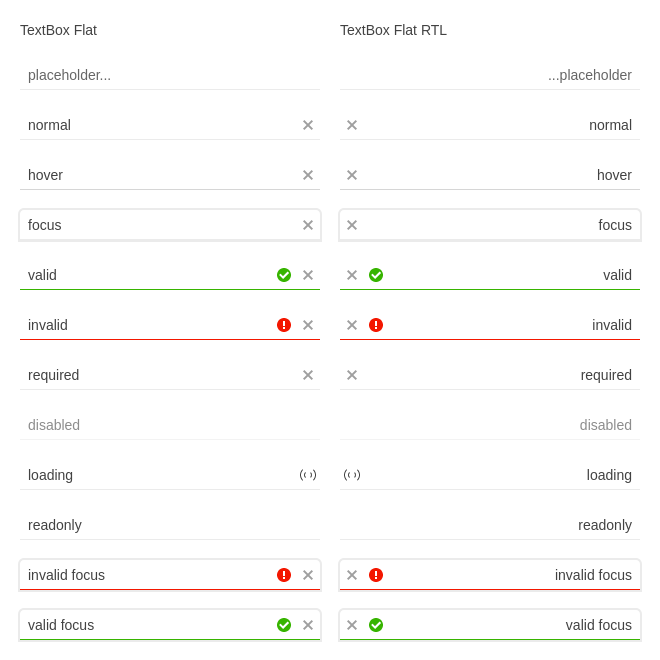 TextBox Flat
TextBox Flat RTL
placeholder...
...placeholder
normal
normal
hover
hover
focus
focus
valid
valid
invalid
invalid
required
required
disabled
disabled
loading
loading
readonly
readonly
invalid focus
invalid focus
valid focus
valid focus